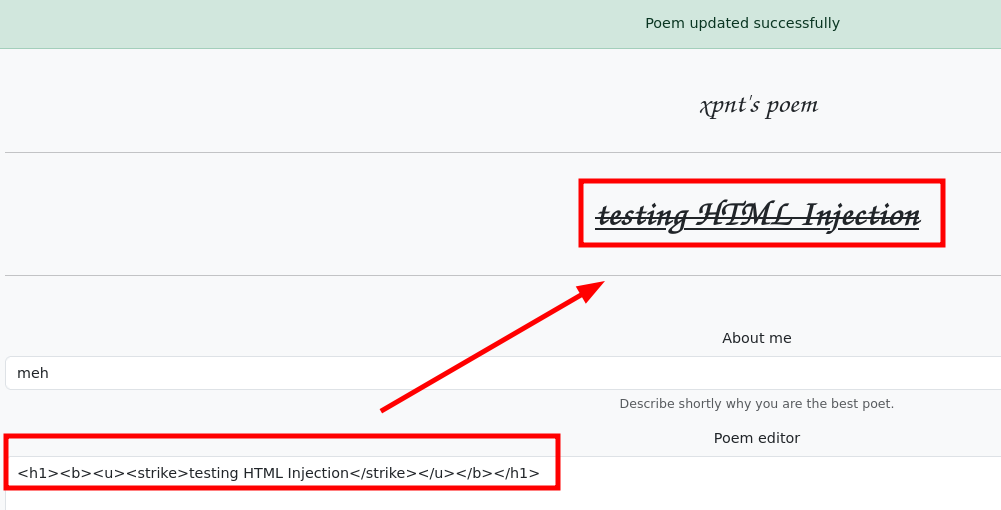 Poem updated successfully
xpnt's poem
testing HTML Injection
About me
meh
Describe shortly why you are the best poet.
Poem editor
<h1><b><u><strike>testing HTML Injection</strike></u></b></h1>